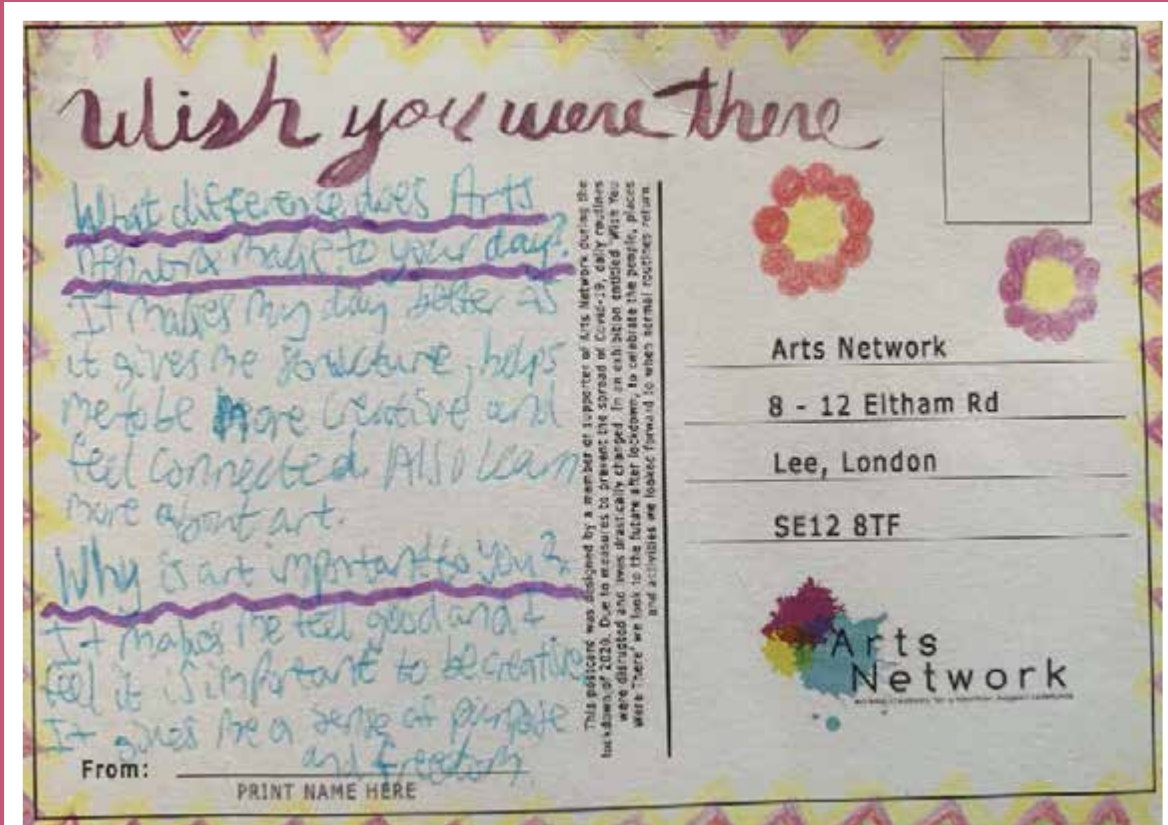 Wish you were there
What difference does Arts
Network make to your day?
It makes my day better as
it gives me structure, helps
me to be more creative and
feel connected. Also learn
more about art.
Why is art important to you?
It makes me feel good and I
feel it is important to be creative
It gives me a sense of purpose
and freedom.
From:
PRINT NAME HERE
This postcard was designed by a member or supporter of Arts Network during the
lockdown of 2020. Due to measures to prevent the spread of Covid-19, daily routines
were disrupted and lives drastically changed. In an exhibition entitled 'Wish You
Were There' we look to the future after lockdown, to celebrate the people, places
and activities we looked forward to when normal routines return.
Arts Network
8 - 12 Eltham Rd
Lee, London
SE12 8TF
Arts
Network